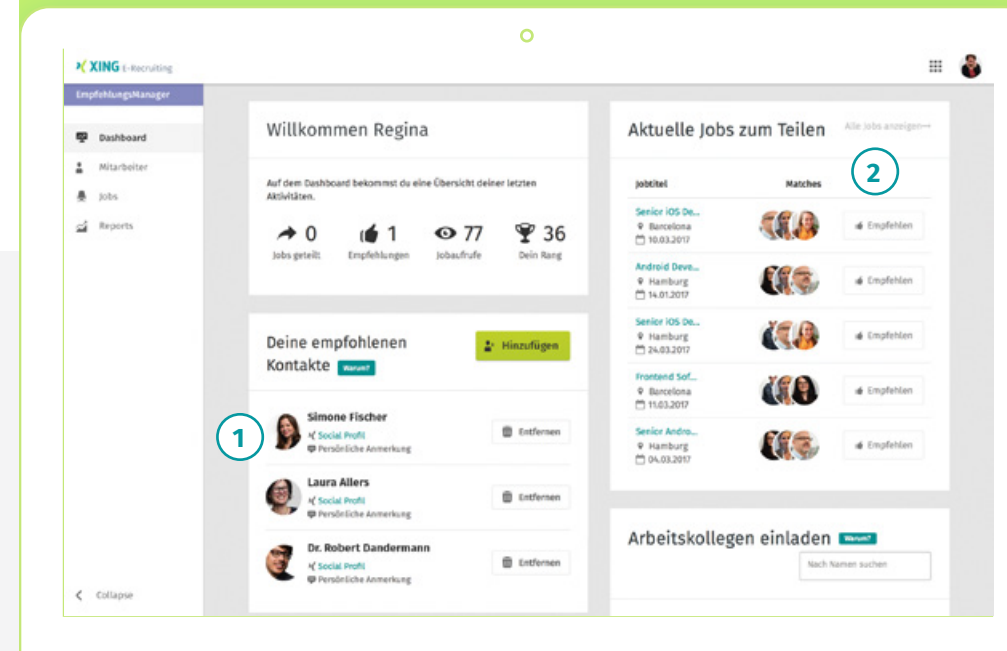 XING E-Recruiting
EmpfehlungsManager
Dashboard
Mitarbeiter
Jobs
Reports
Collapse
Willkommen Regina
Auf dem Dashboard bekommst du eine Übersicht deiner letzten
Aktivitäten.
0
1
77
36
Jobs geteilt
Empfehlungen
Jobaufrufe
Dein Rang
Deine empfohlenen
Kontakte Warum?
Hinzufügen
1
Simone Fischer
Social Profil
Persönliche Anmerkung
Entfernen
Laura Allers
Social Profil
Persönliche Anmerkung
Entfernen
Dr. Robert Dandermann
Social Profil
Persönliche Anmerkung
Entfernen
Aktuelle Jobs zum Teilen
Alle Jobs anzeigen
2
Jobtitel
Matches
Senior iOS De...
Barcelona
10.03.2017
Empfehlen
Android Deve...
Hamburg
14.01.2017
Empfehlen
Senior iOS De...
Hamburg
24.03.2017
Empfehlen
Frontend Sof...
Barcelona
11.03.2017
Empfehlen
Senior Andro...
Hamburg
04.03.2017
Empfehlen
Arbeitskollegen einladen Warum?
Nach Namen suchen